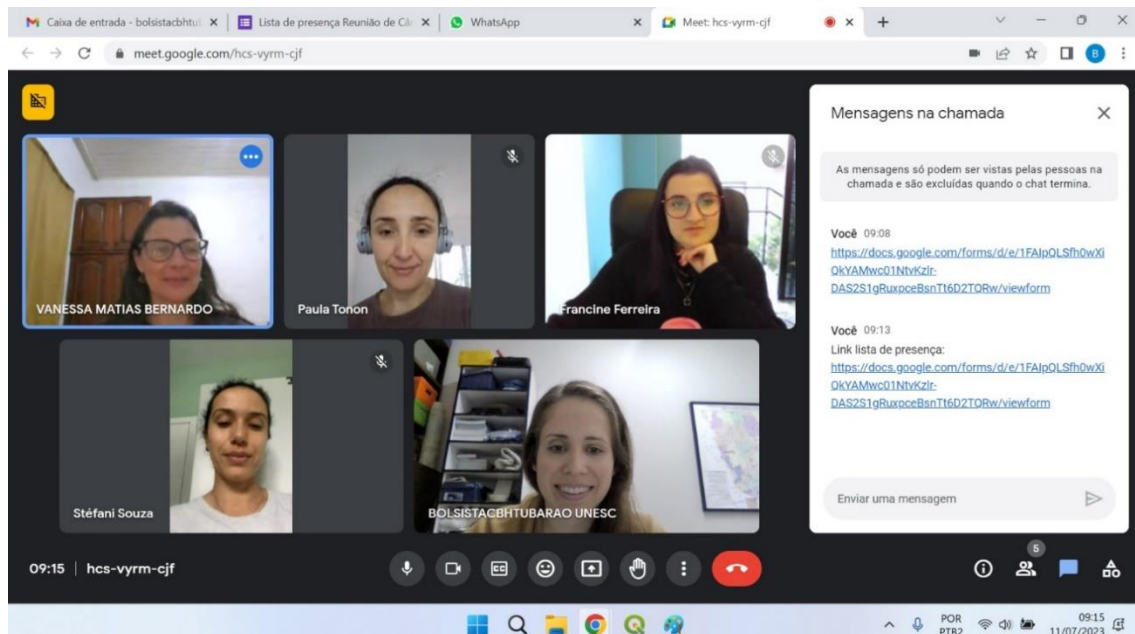 Caixa de entrada - bolsistacbhtu
Lista de presença Reunião de Câ
WhatsApp
Meet: hcs-vyrm-cjf
meet.google.com/hcs-vyrm-cjf
B
VANESSA MATIAS BERNARDO
Paula Tonon
Francine Ferreira
Stéfani Souza
BOLSISTACBHTUBARAO UNESC
Mensagens na chamada
As mensagens só podem ser vistas pelas pessoas na
chamada e são excluídas quando o chat termina.
Você 09:08
https://docs.google.com/forms/d/e/1FAIpQLSfh0wXi
QkYAMwc01NtvKzlr-
DAS2S1gRuxpceBsnTt6D2TQRw/viewform
Você 09:13
Link lista de presença:
https://docs.google.com/forms/d/e/1FAIpQLSfh0wXi
QkYAMwc01NtvKzlr-
DAS2S1gRuxpceBsnTt6D2TQRw/viewform
Enviar uma mensagem
09:15 | hcs-vyrm-cjf
CC
5
POR
PTB2
09:15
11/07/2023